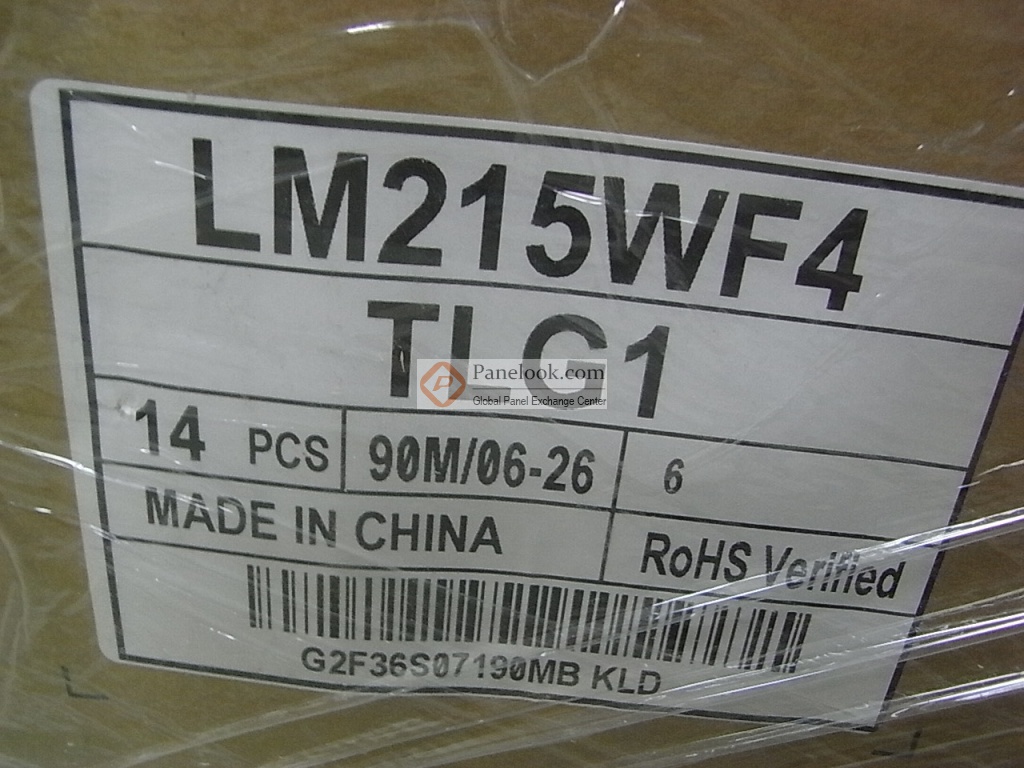 LM215WF4
TLG1
Panelook.com
Global Panel Exchange Center
14 PCS 90M/06-26 6
MADE IN CHINA RoHS Verified
G2F36S07190MB KLD